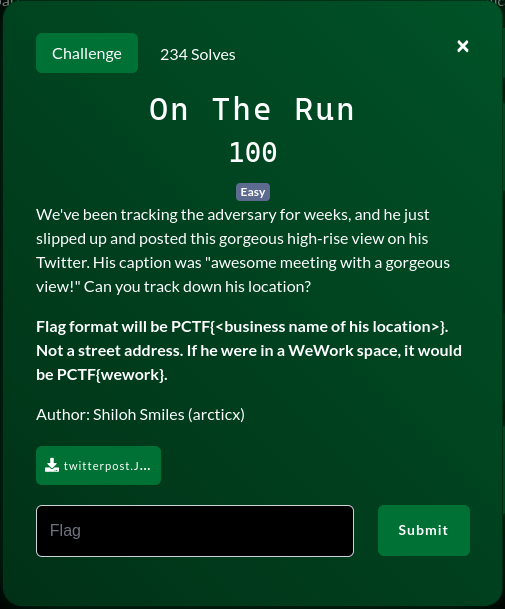 Challenge
234 Solves
×
On The Run
100
Easy
We've been tracking the adversary for weeks, and he just
slipped up and posted this gorgeous high-rise view on his
Twitter. His caption was "awesome meeting with a gorgeous
view!" Can you track down his location?
Flag format will be PCTF{<business name of his location>}.
Not a street address. If he were in a WeWork space, it would
be PCTF{wework}.
Author: Shiloh Smiles (arcticx)
twitterpost.J...
Flag
Submit